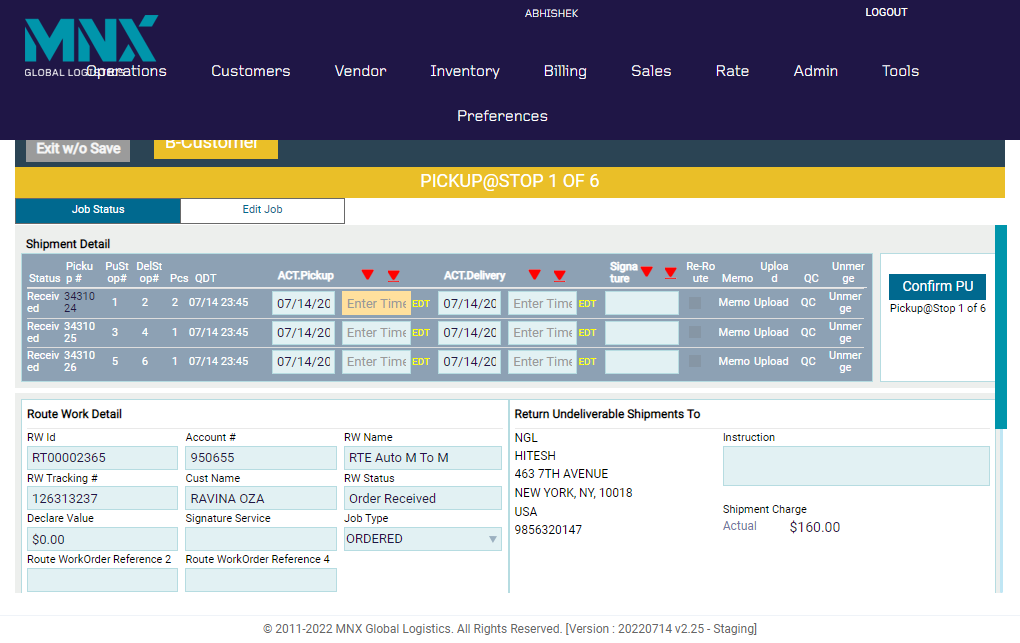 ABHISHEK LOGOUT
MNX
GLOBAL LOGISTICS
Operations Customers Vendor Inventory Billing Sales Rate Admin Tools
Preferences
Exit w/o Save B-Customer
PICKUP@STOP 1 OF 6
Job Status Edit Job
Shipment Detail
Status Pickup # PuStop# DelStop# Pcs QDT ACT.Pickup ACT.Delivery Signature Re-Route Memo Upload QC Unmerge
Received 3431024 1 2 2 07/14 23:45 07/14/20 Enter Time EDT 07/14/20 Enter Time EDT Memo Upload QC Unmerge
Received 3431025 3 4 1 07/14 23:45 07/14/20 Enter Time EDT 07/14/20 Enter Time EDT Memo Upload QC Unmerge
Received 3431026 5 6 1 07/14 23:45 07/14/20 Enter Time EDT 07/14/20 Enter Time EDT Memo Upload QC Unmerge
Confirm PU
Pickup@Stop 1 of 6
Route Work Detail
RW Id Account # RW Name
RT00002365 950655 RTE Auto M To M
RW Tracking # Cust Name RW Status
126313237 RAVINA OZA Order Received
Declare Value Signature Service Job Type
$0.00 ORDERED
Route WorkOrder Reference 2 Route WorkOrder Reference 4
Return Undeliverable Shipments To
NGL
HITESH
463 7TH AVENUE
NEW YORK, NY, 10018
USA
9856320147
Instruction
Shipment Charge
Actual $160.00
© 2011-2022 MNX Global Logistics. All Rights Reserved. [Version : 20220714 v2.25 - Staging]